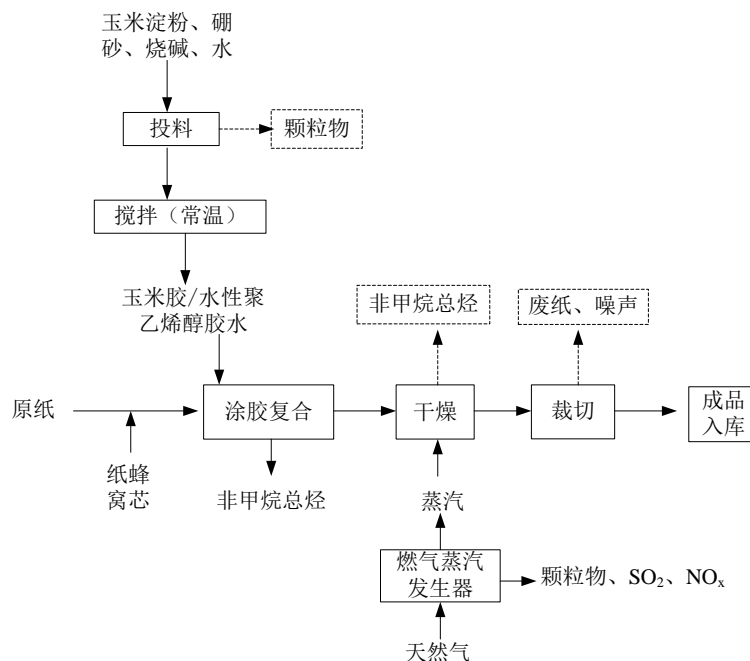 玉米淀粉、硼
砂、烧碱、水
投料
颗粒物
搅拌（常温）
玉米胶/水性聚
乙烯醇胶水
非甲烷总烃
废纸、噪声
原纸
涂胶复合
干燥
裁切
成品
入库
纸蜂
窝芯
非甲烷总烃
蒸汽
燃气蒸汽
发生器
颗粒物、SO₂、NOₓ
天然气